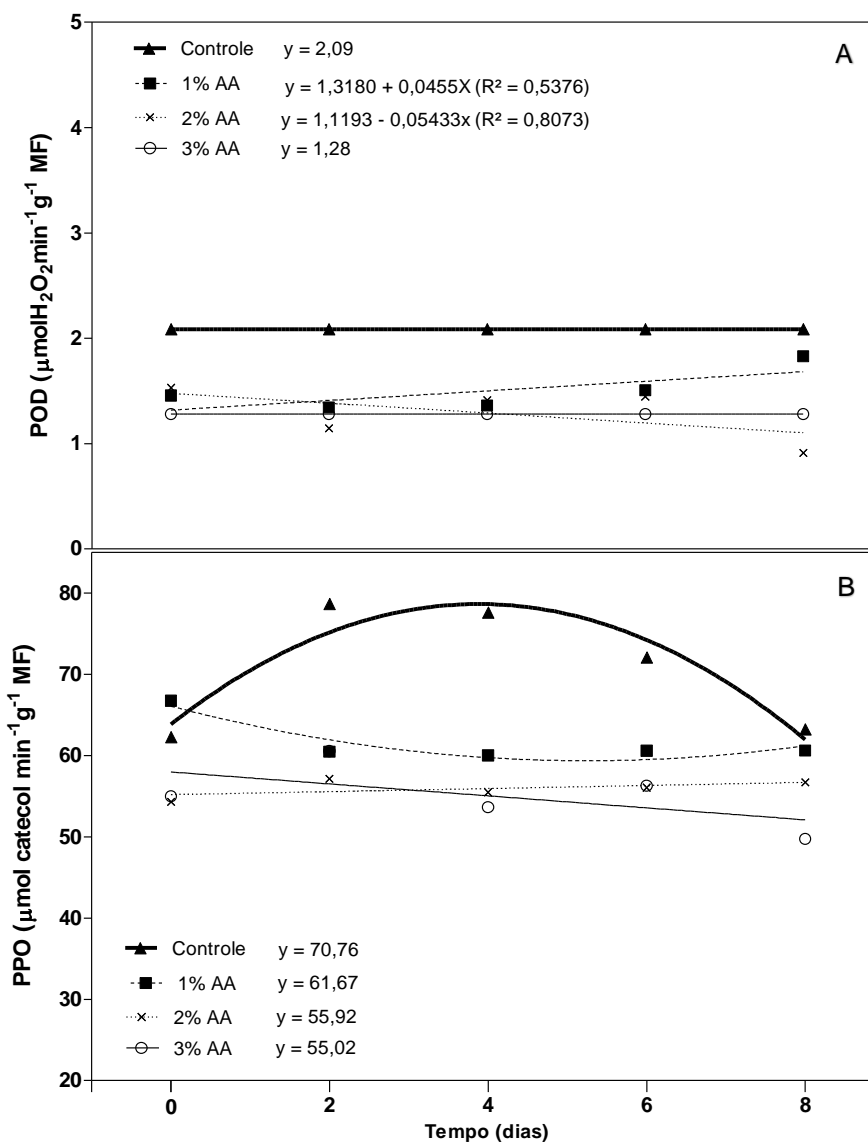 5
4
3
2
1
0
POD (μmolH₂O₂min⁻¹g⁻¹ MF)
A
Controle y = 2,09
1% AA y = 1,3180 + 0,0455X (R² = 0,5376)
2% AA y = 1,1193 - 0,05433x (R² = 0,8073)
3% AA y = 1,28
80
70
60
50
40
30
20
PPO (μmol catecol min⁻¹g⁻¹ MF)
B
Controle y = 70,76
1% AA y = 61,67
2% AA y = 55,92
3% AA y = 55,02
0 2 4 6 8
Tempo (dias)